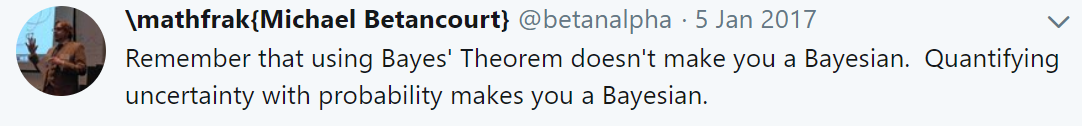 \mathfrak{Michael Betancourt} @betanalpha · 5 Jan 2017
Remember that using Bayes' Theorem doesn't make you a Bayesian.  Quantifying
uncertainty with probability makes you a Bayesian.